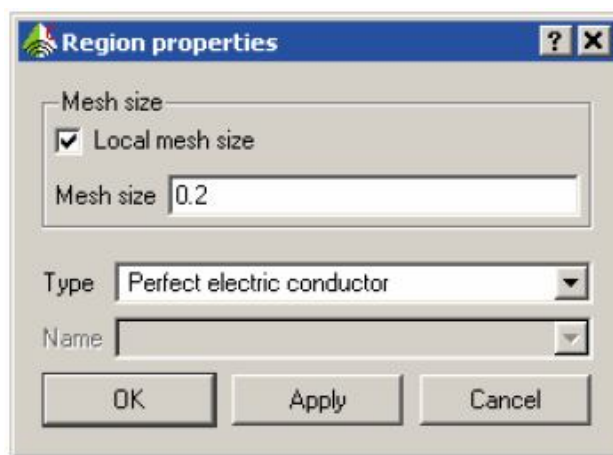 Region properties ? ×
Mesh size
Local mesh size
Mesh size 0.2
Type Perfect electric conductor
Name
OK Apply Cancel